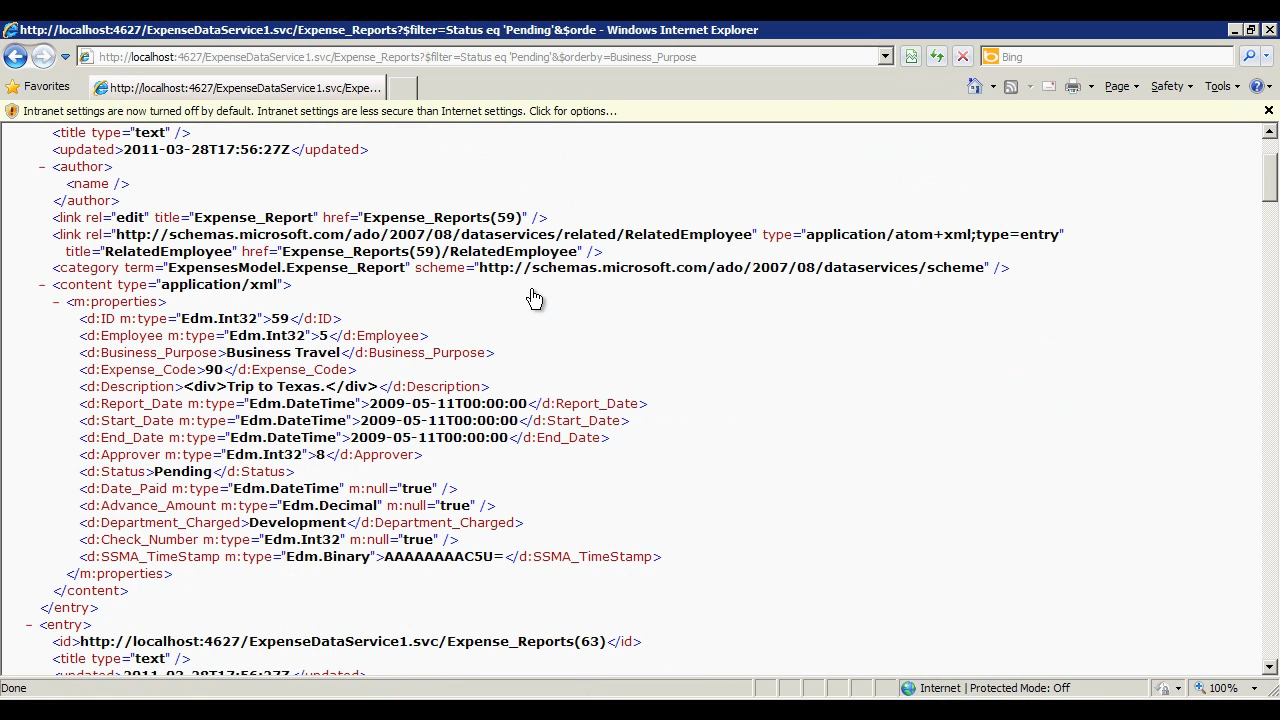 http://localhost:4627/ExpenseDataService1.svc/Expense_Reports?$filter=Status eq 'Pending'&$orde - Windows Internet Explorer
http://localhost:4627/ExpenseDataService1.svc/Expense_Reports?$filter=Status eq 'Pending'&$orderby=Business_Purpose
Bing
Favorites
http://localhost:4627/ExpenseDataService1.svc/Expe...
Page
Safety
Tools
Intranet settings are now turned off by default. Intranet settings are less secure than Internet settings. Click for options...
<title type="text" />
<updated>2011-03-28T17:56:27Z</updated>
- <author>
<name />
</author>
<link rel="edit" title="Expense_Report" href="Expense_Reports(59)" />
<link rel="http://schemas.microsoft.com/ado/2007/08/dataservices/related/RelatedEmployee" type="application/atom+xml;type=entry"
title="RelatedEmployee" href="Expense_Reports(59)/RelatedEmployee" />
<category term="ExpensesModel.Expense_Report" scheme="http://schemas.microsoft.com/ado/2007/08/dataservices/scheme" />
- <content type="application/xml">
- <m:properties>
<d:ID m:type="Edm.Int32">59</d:ID>
<d:Employee m:type="Edm.Int32">5</d:Employee>
<d:Business_Purpose>Business Travel</d:Business_Purpose>
<d:Expense_Code>90</d:Expense_Code>
<d:Description><div>Trip to Texas.</div></d:Description>
<d:Report_Date m:type="Edm.DateTime">2009-05-11T00:00:00</d:Report_Date>
<d:Start_Date m:type="Edm.DateTime">2009-05-11T00:00:00</d:Start_Date>
<d:End_Date m:type="Edm.DateTime">2009-05-11T00:00:00</d:End_Date>
<d:Approver m:type="Edm.Int32">8</d:Approver>
<d:Status>Pending</d:Status>
<d:Date_Paid m:type="Edm.DateTime" m:null="true" />
<d:Advance_Amount m:type="Edm.Decimal" m:null="true" />
<d:Department_Charged>Development</d:Department_Charged>
<d:Check_Number m:type="Edm.Int32" m:null="true" />
<d:SSMA_TimeStamp m:type="Edm.Binary">AAAAAAAAC5U=</d:SSMA_TimeStamp>
</m:properties>
</content>
</entry>
- <entry>
<id>http://localhost:4627/ExpenseDataService1.svc/Expense_Reports(63)</id>
<title type="text" />
<updated>2011-03-28T17:56:27Z</updated>
Done
Internet | Protected Mode: Off
100%